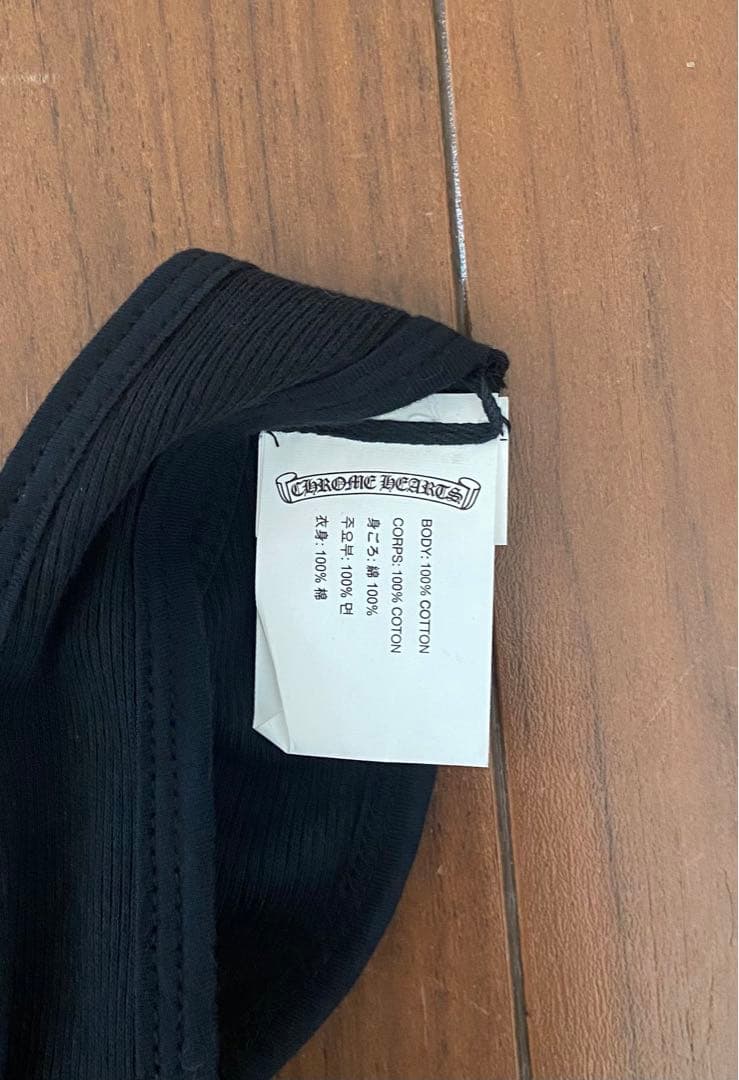 CHROME HEARTS
BODY: 100% COTTON
CORPS: 100% COTON
身ごろ: 綿 100%
주요부: 100% 면
衣身: 100% 棉